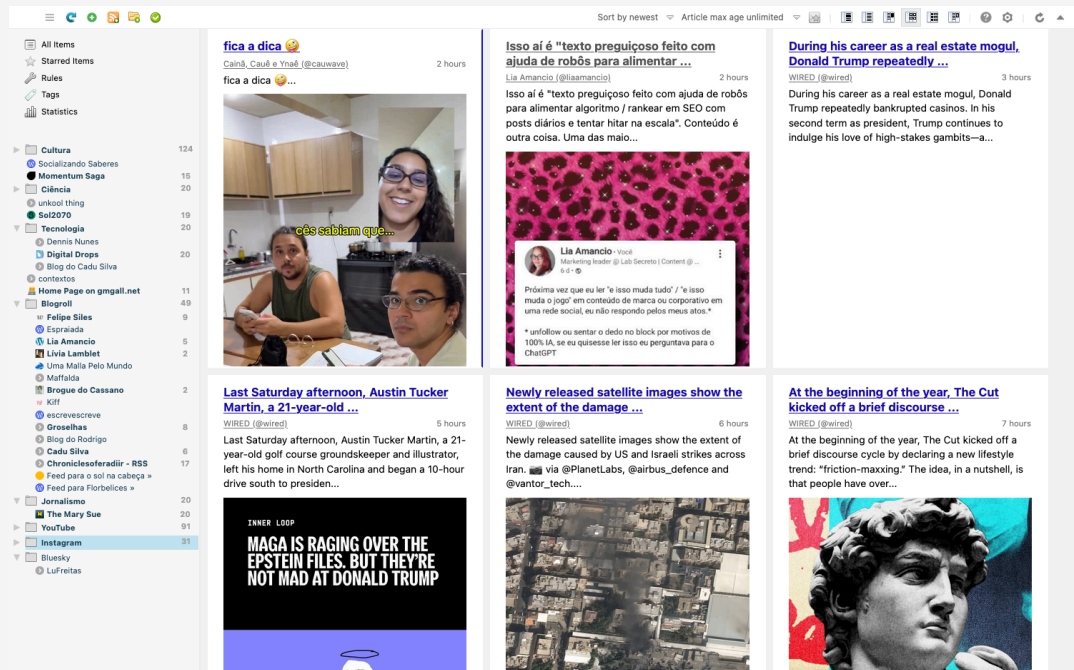 Sort by newest
Article max age unlimited
All Items
Starred Items
Rules
Tags
Statistics
Cultura 124
Socializando Saberes
Momentum Saga 15
Ciência 21
unkool thing
Sol2070 19
Tecnologia 20
Dennis Nunes
Digital Drops 20
Blog do Cadu Silva
contextos
Home Page on gmgall.net 11
Blogroll 49
Felipe Siles 9
Espraiada
Lia Amancio 5
Lívia Lamblet 2
Uma Malla Pelo Mundo
Maffalda
Brogue do Cassano 2
Kiff
escrevescreve
Groselhas 8
Blog do Rodrigo
Cadu Silva 6
Chroniclesoferadiir - RSS 17
Feed para o sol na cabeça »
Feed para Florbelices »
Jornalismo 20
The Mary Sue 20
YouTube 91
Instagram 31
Bluesky
LuFreitas
fica a dica 🤪
Cainã, Cauê e Ynaê (@cauwave) 2 hours
fica a dica 🤪...
cês sabiam que...
Isso aí é "texto preguiçoso feito com
ajuda de robôs para alimentar ...
Lia Amancio (@liaamancio) 2 hours
Isso aí é "texto preguiçoso feito com ajuda de robôs
para alimentar algoritmo / rankear em SEO com
posts diários e tentar hitar na escala". Conteúdo é
outra coisa. Uma das maio...
Lia Amancio · Você
Marketing leader @ Lab Secreto | Content @ ...
6 d •
Próxima vez que eu ler "e isso muda tudo" / "e isso
muda o jogo" em conteúdo de marca ou corporativo em
uma rede social, eu não respondo pelos meus atos.*
* unfollow ou sentar o dedo no block por motivos de
100% IA, se eu quisesse ler isso eu perguntava para o
ChatGPT
During his career as a real estate mogul,
Donald Trump repeatedly ...
WIRED (@wired) 3 hours
During his career as a real estate mogul, Donald
Trump repeatedly bankrupted casinos. In his
second term as president, Trump continues to
indulge his love of high-stakes gambits—a...
Last Saturday afternoon, Austin Tucker
Martin, a 21-year-old ...
WIRED (@wired) 5 hours
Last Saturday afternoon, Austin Tucker Martin, a 21-
year-old golf course groundskeeper and illustrator,
left his home in North Carolina and began a 10-hour
drive south to presiden...
INNER LOOP
MAGA IS RAGING OVER THE
EPSTEIN FILES. BUT THEY'RE
NOT MAD AT DONALD TRUMP
Newly released satellite images show the
extent of the damage ...
WIRED (@wired) 6 hours
Newly released satellite images show the extent of
the damage caused by US and Israeli strikes across
Iran. 📷 via @PlanetLabs, @airbus_defence and
@vantor_tech....
At the beginning of the year, The Cut
kicked off a brief discourse ...
WIRED (@wired) 7 hours
At the beginning of the year, The Cut kicked off a
brief discourse cycle by declaring a new lifestyle
trend: “friction-maxxing.” The idea, in a nutshell, is
that people have over...